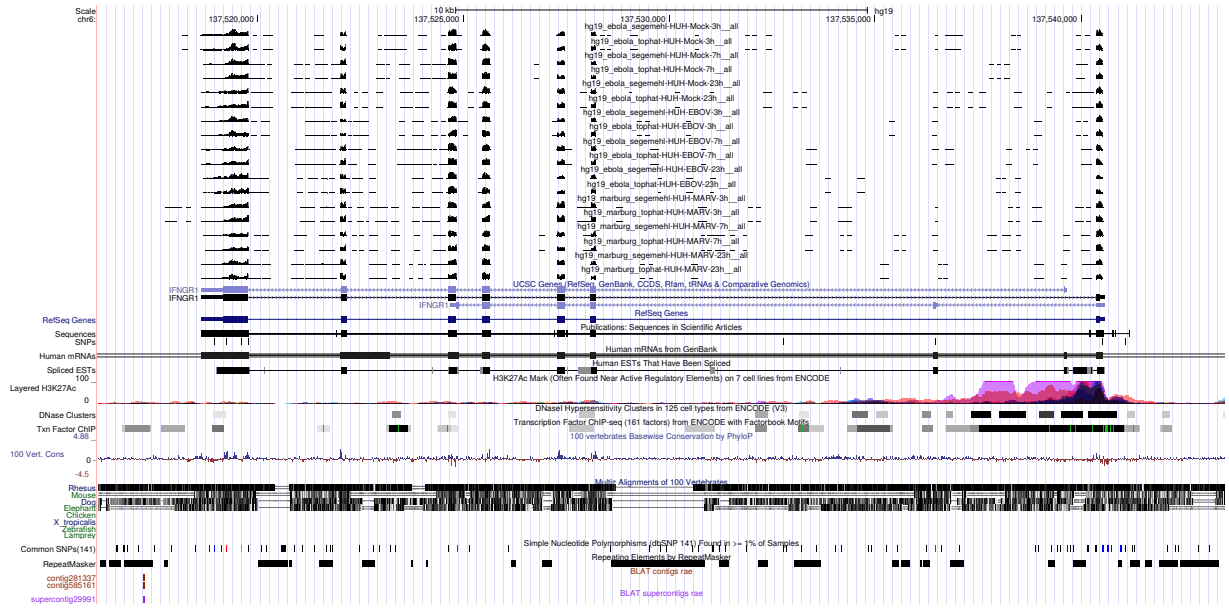 Scale 10 kb hg19
chr6: 137,520,000 137,525,000 137,530,000 137,535,000 137,540,000
hg19_ebola_segemehl-HUH-Mock-3h__all
hg19_ebola_tophat-HUH-Mock-3h__all
hg19_ebola_segemehl-HUH-Mock-7h__all
hg19_ebola_tophat-HUH-Mock-7h__all
hg19_ebola_segemehl-HUH-Mock-23h__all
hg19_ebola_tophat-HUH-Mock-23h__all
hg19_ebola_segemehl-HUH-EBOV-3h__all
hg19_ebola_tophat-HUH-EBOV-3h__all
hg19_ebola_segemehl-HUH-EBOV-7h__all
hg19_ebola_tophat-HUH-EBOV-7h__all
hg19_ebola_segemehl-HUH-EBOV-23h__all
hg19_ebola_tophat-HUH-EBOV-23h__all
hg19_marburg_segemehl-HUH-MARV-3h__all
hg19_marburg_tophat-HUH-MARV-3h__all
hg19_marburg_segemehl-HUH-MARV-7h__all
hg19_marburg_tophat-HUH-MARV-7h__all
hg19_marburg_segemehl-HUH-MARV-23h__all
hg19_marburg_tophat-HUH-MARV-23h__all
UCSC Genes (RefSeq, GenBank, CCDS, Rfam, tRNAs & Comparative Genomics)
IFNGR1
IFNGR1
IFNGR1
RefSeq Genes
RefSeq Genes
Publications: Sequences in Scientific Articles
Sequences
SNPs
Human mRNAs from GenBank
Human mRNAs
Human ESTs That Have Been Spliced
Spliced ESTs
H3K27Ac Mark (Often Found Near Active Regulatory Elements) on 7 cell lines from ENCODE
100
Layered H3K27Ac
0
DNaseI Hypersensitivity Clusters in 125 cell types from ENCODE (V3)
DNase Clusters
Transcription Factor ChIP-seq (161 factors) from ENCODE with Factorbook Motifs
Txn Factor ChIP
100 vertebrates Basewise Conservation by PhyloP
4.88
100 Vert. Cons
0
-4.5
Multiz Alignments of 100 Vertebrates
Rhesus
Mouse
Dog
Elephant
Chicken
X_tropicalis
Zebrafish
Lamprey
Simple Nucleotide Polymorphisms (dbSNP 141) Found in >= 1% of Samples
Common SNPs(141)
Repeating Elements by RepeatMasker
RepeatMasker
BLAT contigs rae
contig281337
contig585161
BLAT supercontigs rae
supercontig29991